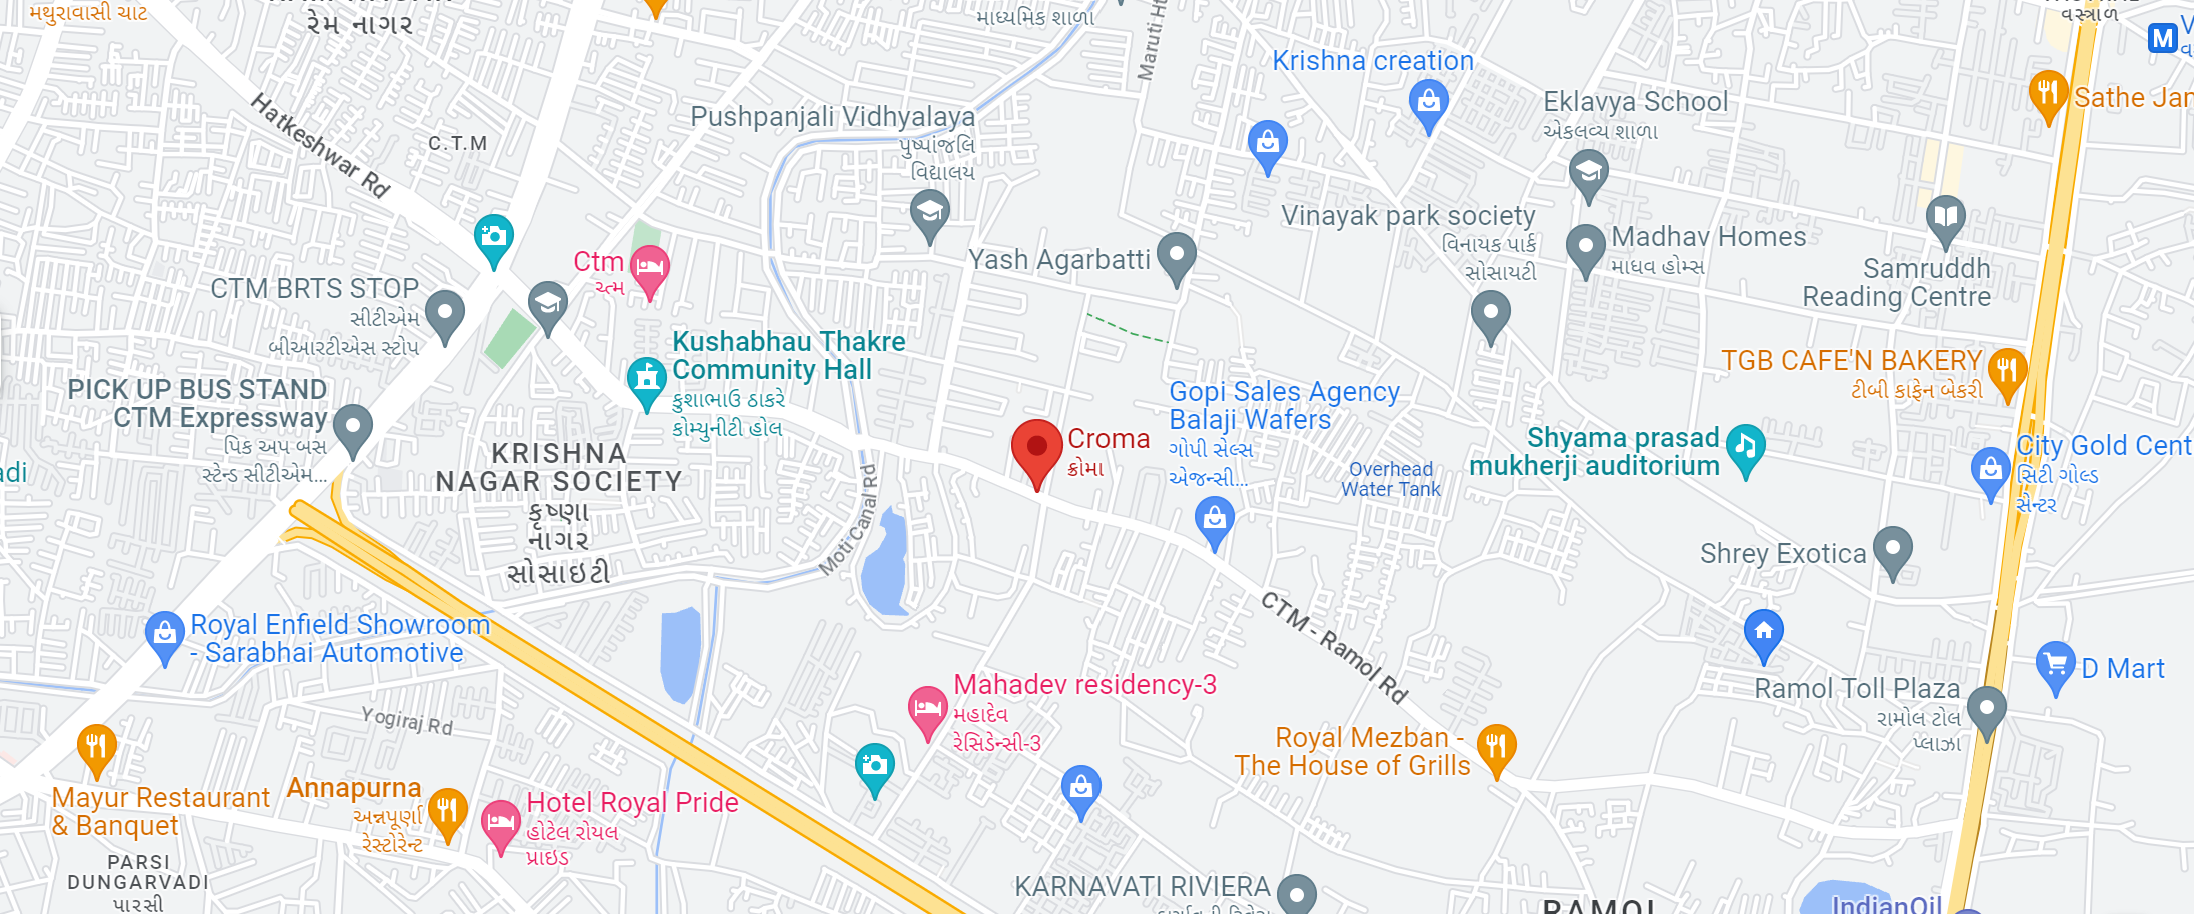 મથુરાવાસી ચાટ
રેમ નાગર
માધ્યમિક શાળા
Maruti
વસ્ત્રાલ
M
Krishna creation
Hatkeshwar Rd
C.T.M
Pushpanjali Vidhyalaya
પુષ્પાંજલિ
વિદ્યાલય
Eklavya School
એકલવ્ય શાળા
Sathe Jan
Vinayak park society
વિનાયક પાર્ક
સોસાયટી
Madhav Homes
માધવ હોમ્સ
Yash Agarbatti
Ctm
ચ્ત્મ
CTM BRTS STOP
સીટીએમ
બીઆરટીએસ સ્ટોપ
Samruddh
Reading Centre
Kushabhau Thakre
Community Hall
કુશાભાઉ ઠાકરે
કોમ્યુનીટી હોલ
TGB CAFE'N BAKERY
ટીબી કાફેન બેકરી
PICK UP BUS STAND
CTM Expressway
પિક અપ બસ
સ્ટેન્ડ સીટીએમ...
Gopi Sales Agency
Balaji Wafers
ગોપી સેલ્સ
એજન્સી...
Croma
ક્રોમા
Shyama prasad
mukherji auditorium
City Gold Cent
સિટી ગોલ્ડ
સેન્ટર
KRISHNA
NAGAR SOCIETY
કૃષ્ણા
નાગર
સોસાઇટી
Overhead
Water Tank
adi
Moti Canal Rd
Shrey Exotica
CTM - Ramol Rd
Royal Enfield Showroom
- Sarabhai Automotive
D Mart
Mahadev residency-3
મહાદેવ
રેસિડેન્સી-3
Ramol Toll Plaza
રામોલ ટોલ
પ્લાઝા
Yogiraj Rd
Royal Mezban -
The House of Grills
Mayur Restaurant
& Banquet
Annapurna
અન્નપૂર્ણા
રેસ્ટોરેન્ટ
Hotel Royal Pride
હોટેલ રોયલ
પ્રાઇડ
PARSI
DUNGARVADI
પારસી
KARNAVATI RIVIERA
RAMOL
IndianOil